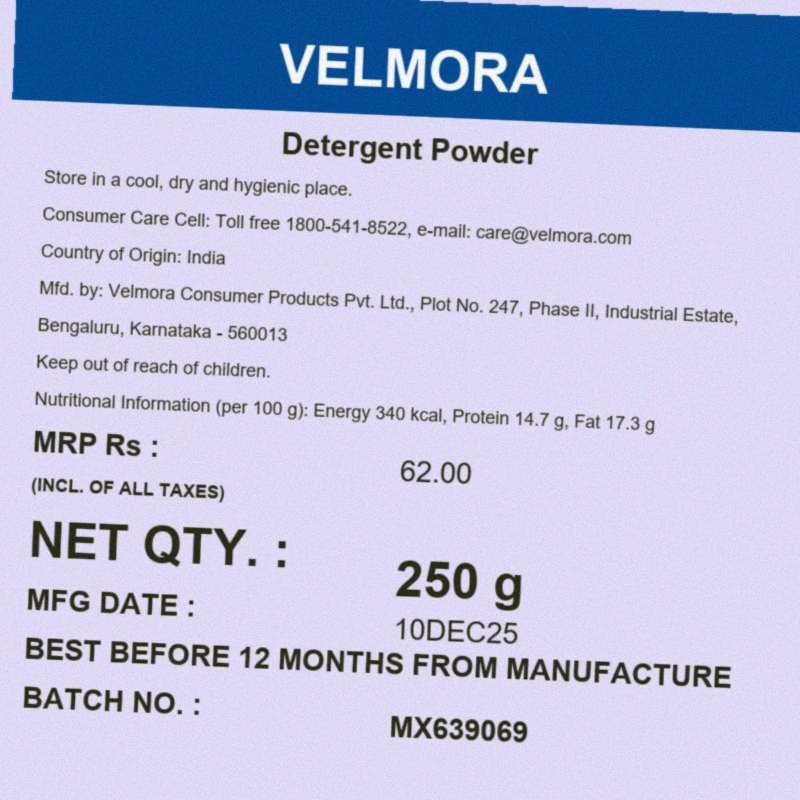 VELMORA
Detergent Powder
Store in a cool, dry and hygienic place.
Consumer Care Cell: Toll free 1800-541-8522, e-mail: care@velmora.com
Country of Origin: India
Mfd. by: Velmora Consumer Products Pvt. Ltd., Plot No. 247, Phase II, Industrial Estate,
Bengaluru, Karnataka - 560013
Keep out of reach of children.
Nutritional Information (per 100 g): Energy 340 kcal, Protein 14.7 g, Fat 17.3 g
MRP Rs : 62.00
(INCL. OF ALL TAXES)
NET QTY. : 250 g
MFG DATE : 10DEC25
BEST BEFORE 12 MONTHS FROM MANUFACTURE
BATCH NO. : MX639069